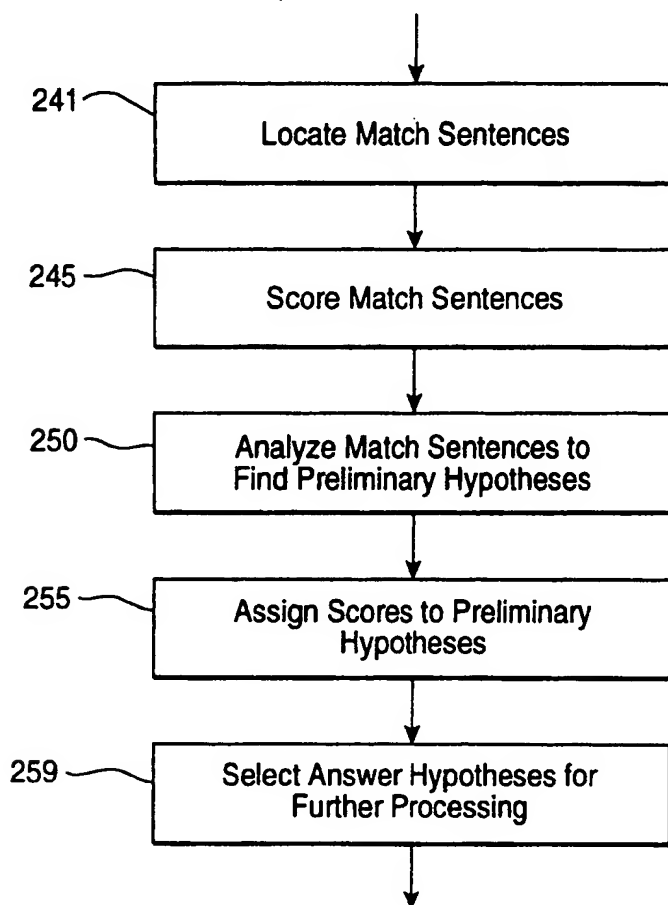 241
Locate Match Sentences
245
Score Match Sentences
250
Analyze Match Sentences to
Find Preliminary Hypotheses
255
Assign Scores to Preliminary
Hypotheses
259
Select Answer Hypotheses for
Further Processing